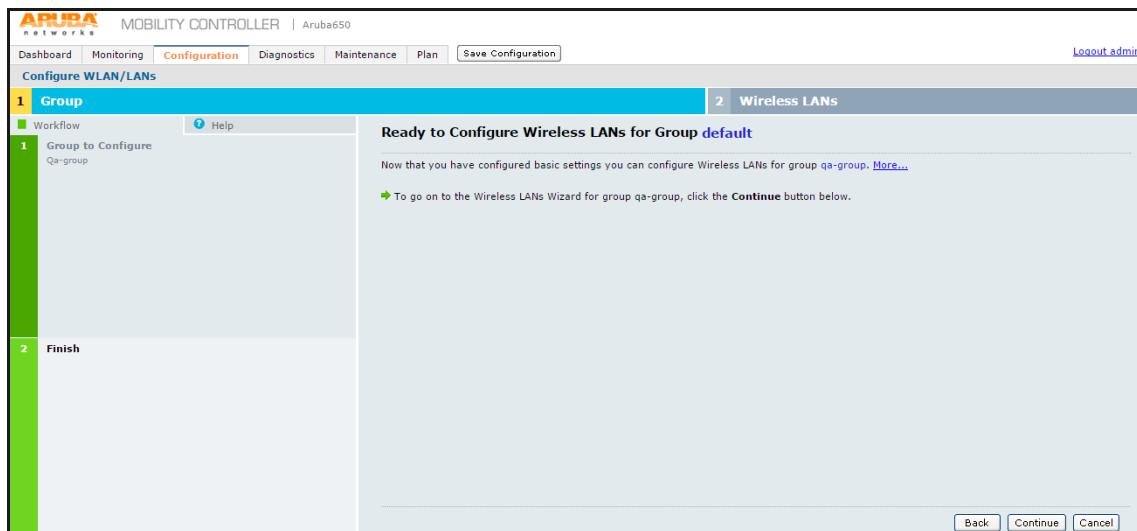 ARUBA networks MOBILITY CONTROLLER | Aruba650
Dashboard Monitoring Configuration Diagnostics Maintenance Plan Save Configuration Logout admin
Configure WLAN/LANs
1 Group 2 Wireless LANs
Workflow ? Help
1 Group to Configure
Qa-group
Ready to Configure Wireless LANs for Group default
Now that you have configured basic settings you can configure Wireless LANs for group qa-group. More...
To go on to the Wireless LANs Wizard for group qa-group, click the Continue button below.
2 Finish
Back Continue Cancel